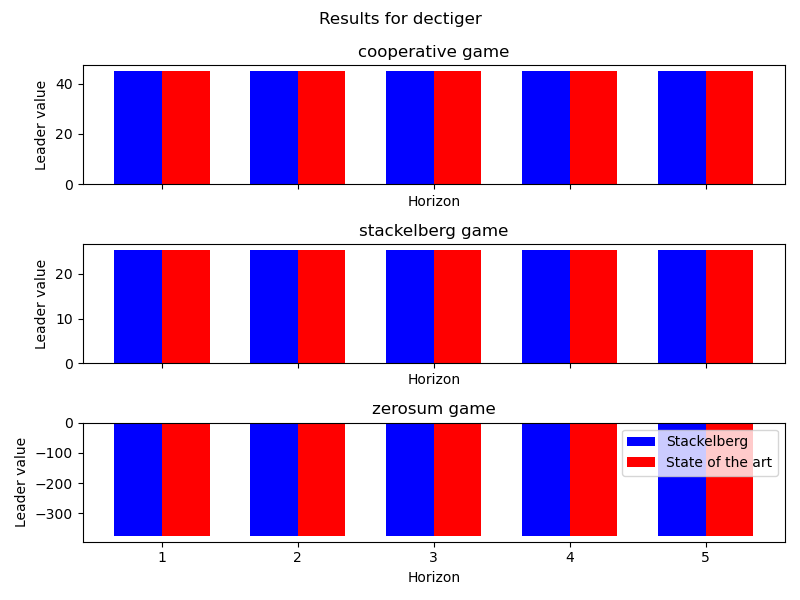 Results for dectiger
cooperative game
Leader value
40
20
0
Horizon
stackelberg game
Leader value
20
10
0
Horizon
zerosum game
Leader value
0
−100
−200
−300
Stackelberg
State of the art
1 2 3 4 5
Horizon